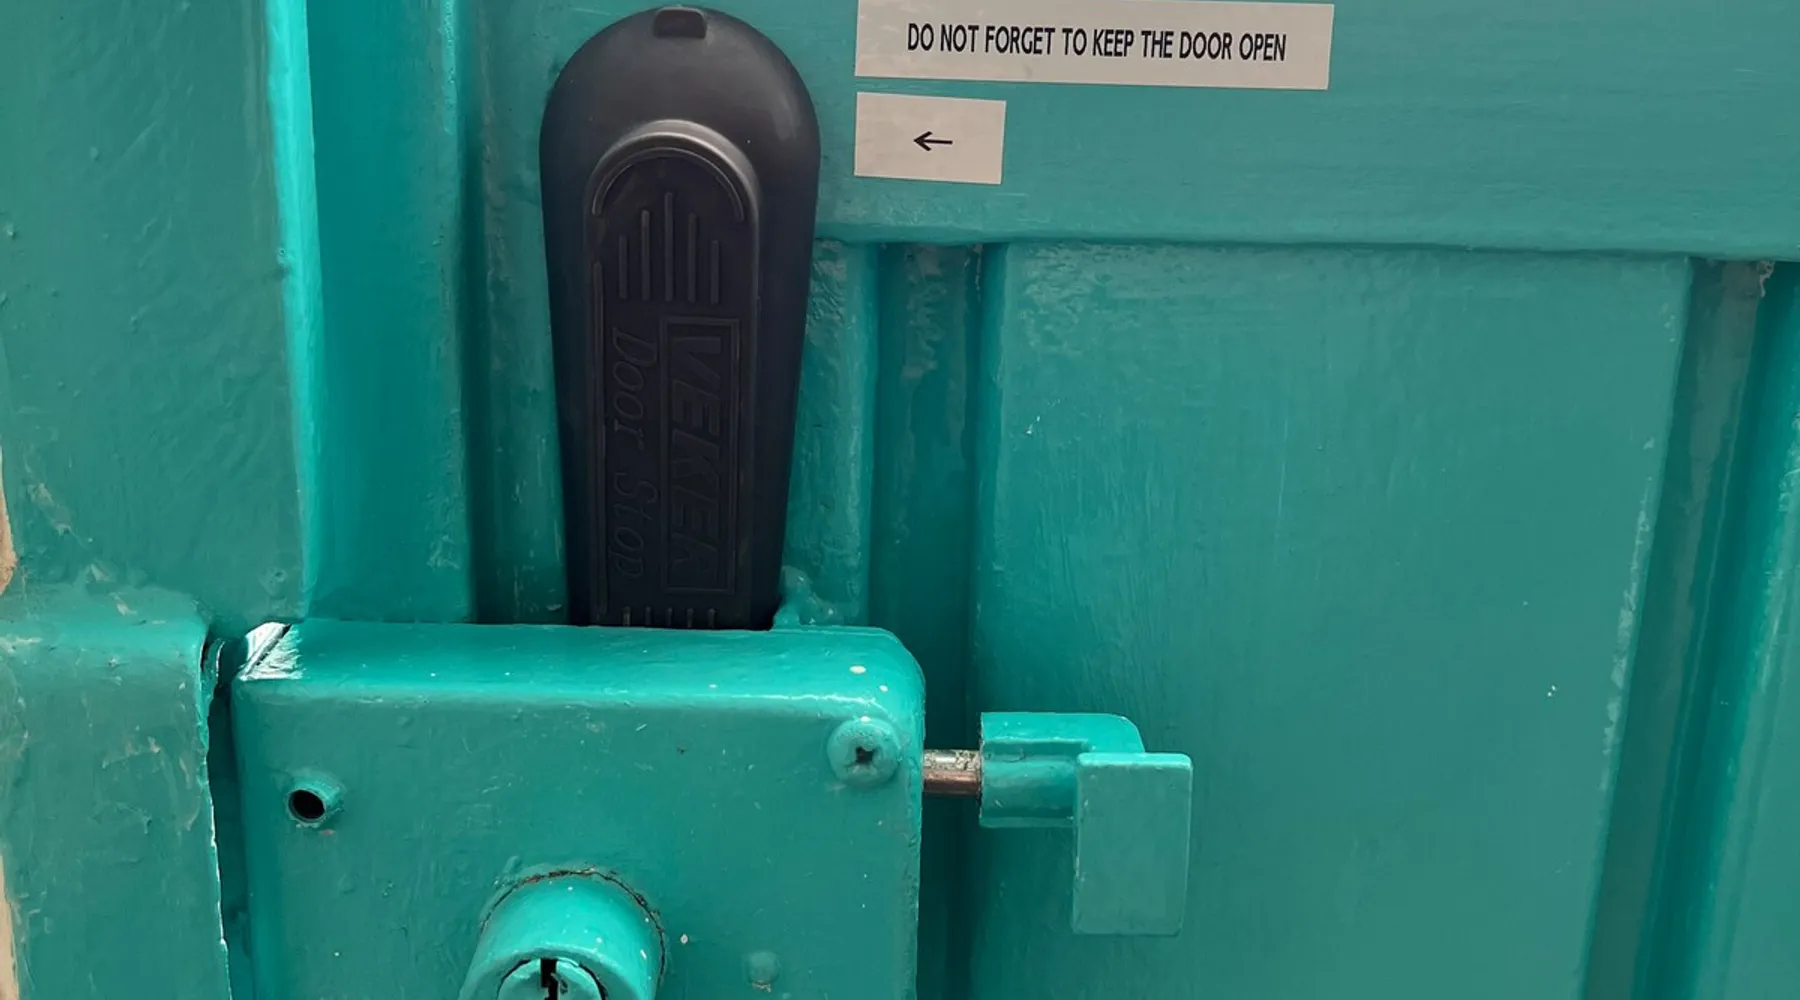 DO NOT FORGET TO KEEP THE DOOR OPEN
←
VEKER
Door Stop